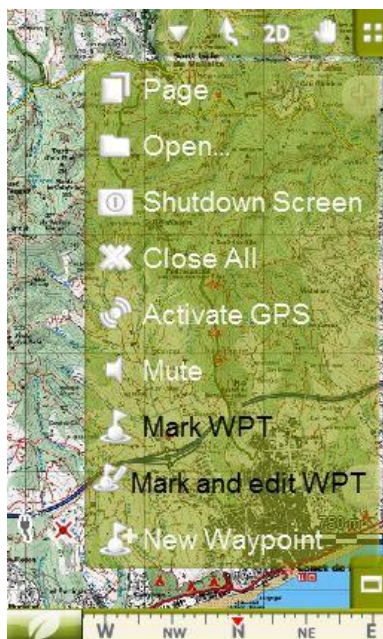 2D
Page
Open...
Shutdown Screen
Close All
Activate GPS
Mute
Mark WPT
Mark and edit WPT
New Waypoint
W NW N NE E